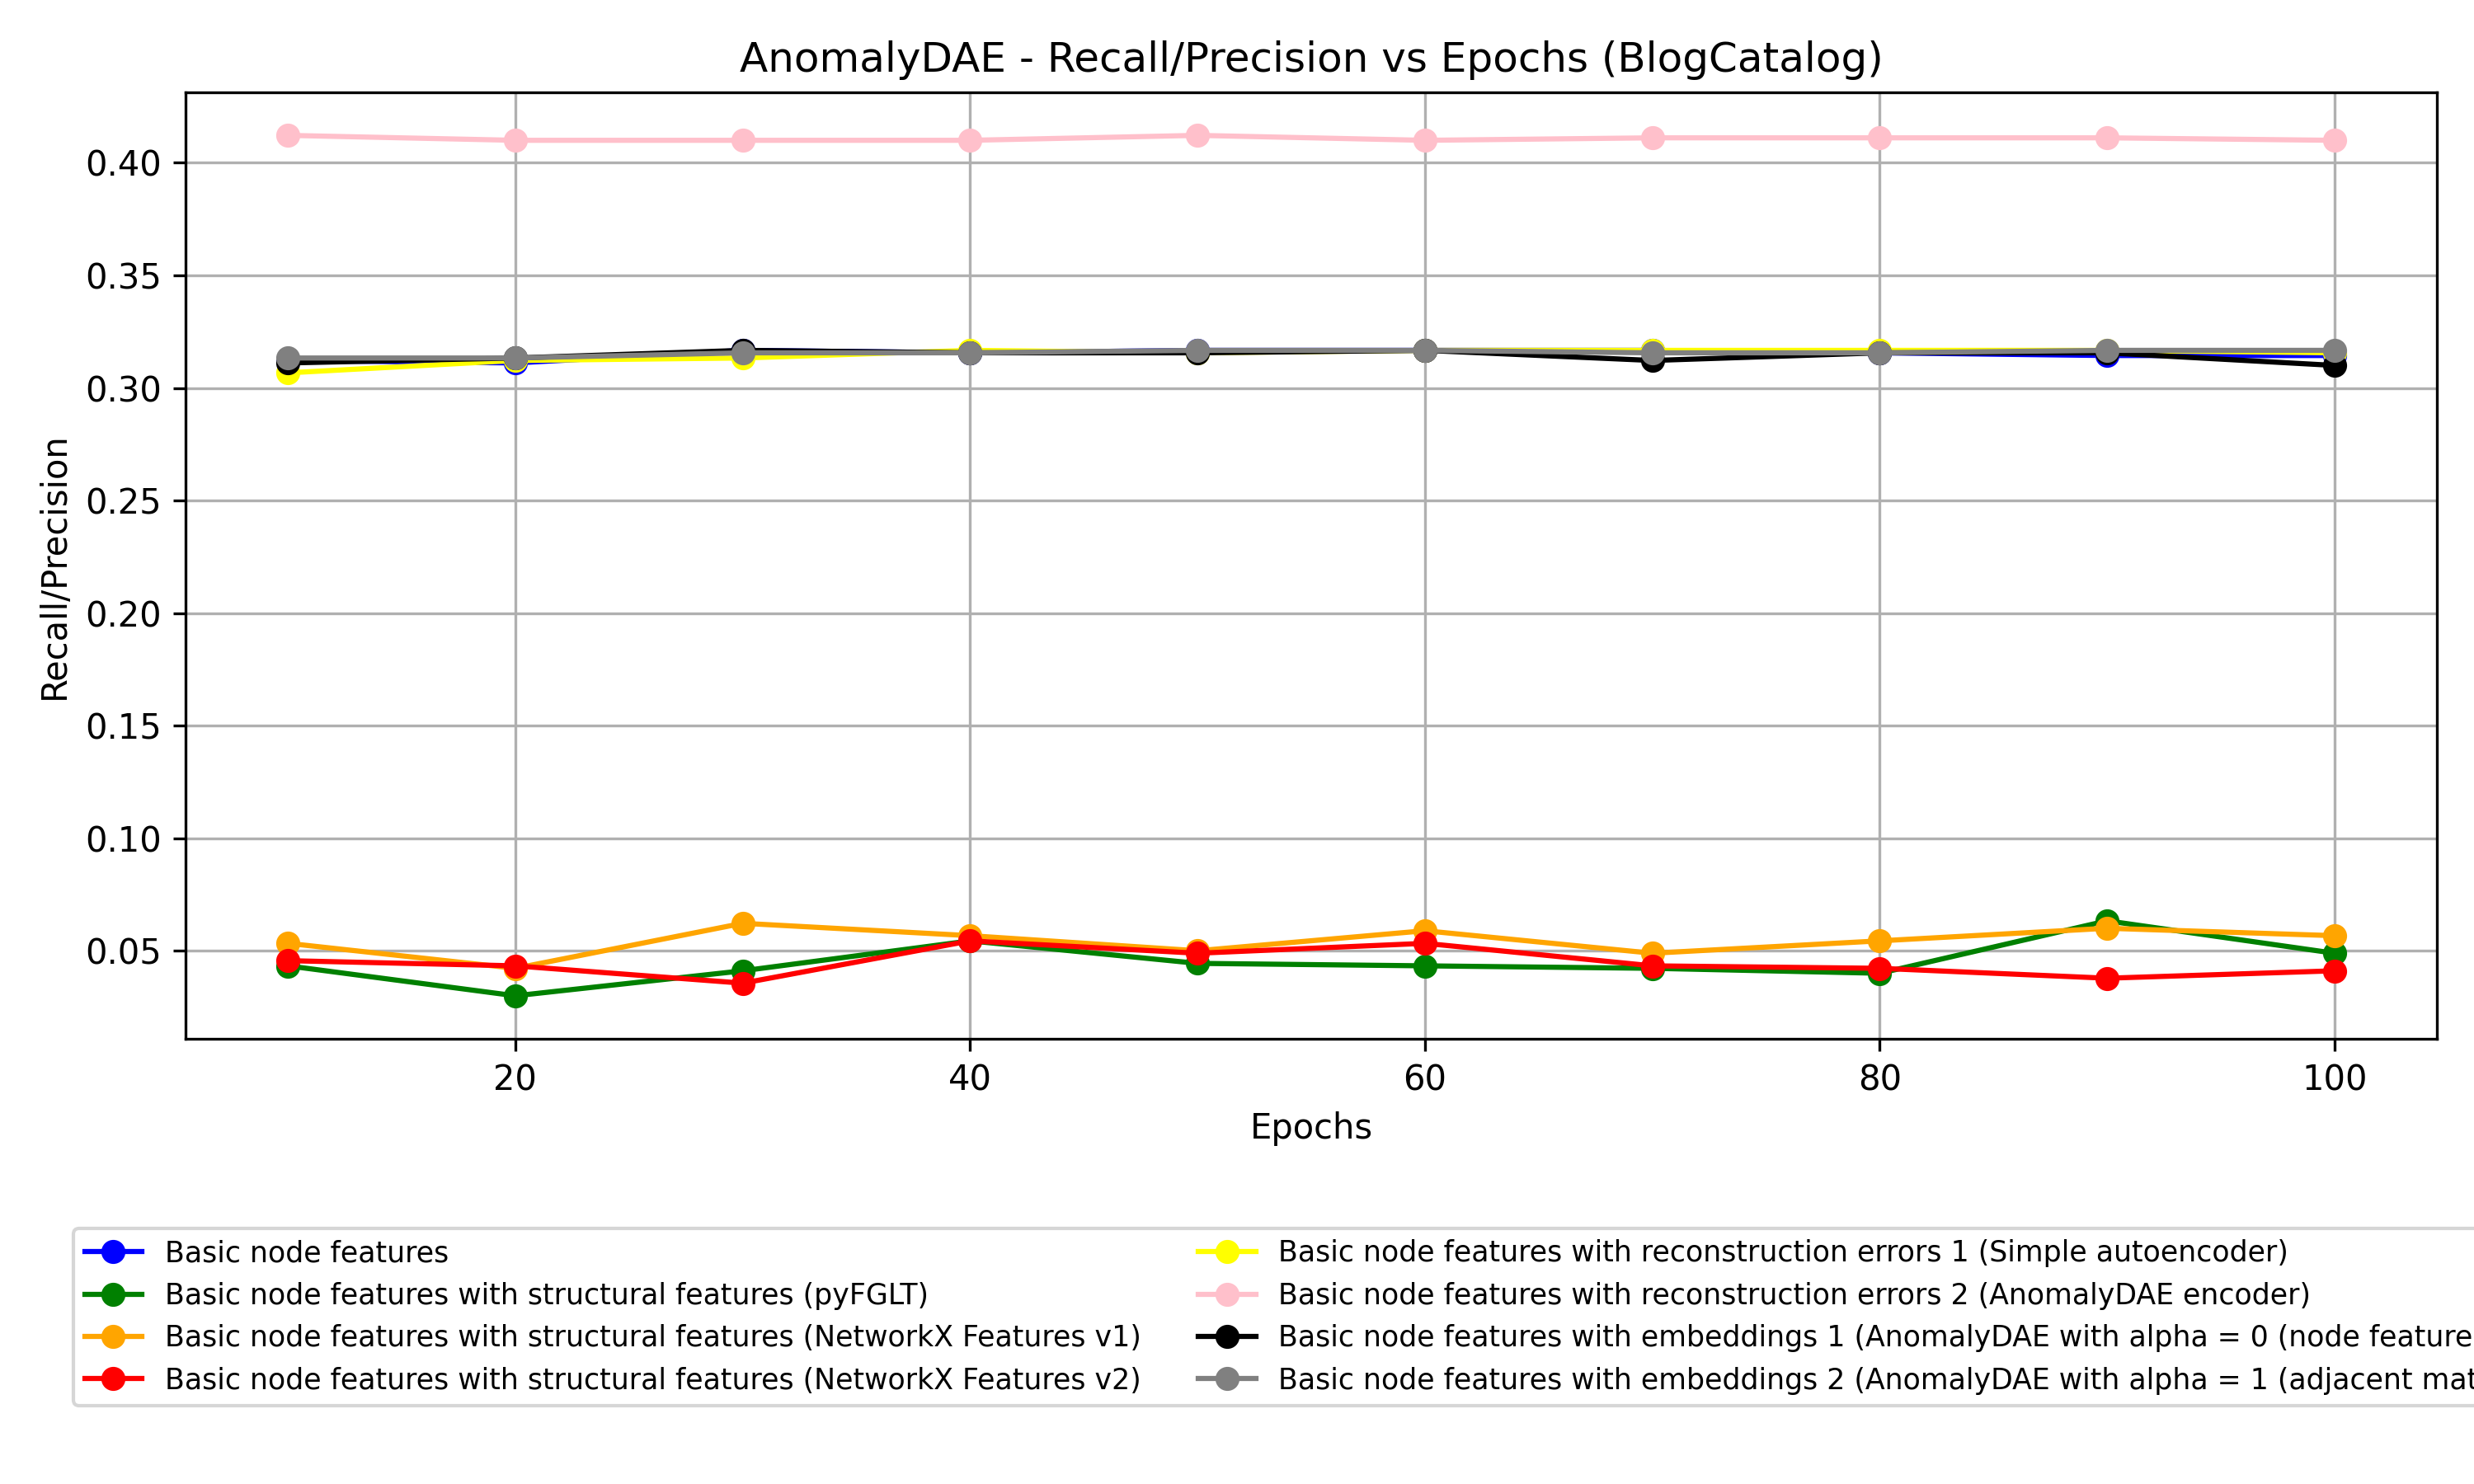 AnomalyDAE - Recall/Precision vs Epochs (BlogCatalog)
Recall/Precision
0.40
0.35
0.30
0.25
0.20
0.15
0.10
0.05
20 40 60 80 100
Epochs
Basic node features
Basic node features with structural features (pyFGLT)
Basic node features with structural features (NetworkX Features v1)
Basic node features with structural features (NetworkX Features v2)
Basic node features with reconstruction errors 1 (Simple autoencoder)
Basic node features with reconstruction errors 2 (AnomalyDAE encoder)
Basic node features with embeddings 1 (AnomalyDAE with alpha = 0 (node feature
Basic node features with embeddings 2 (AnomalyDAE with alpha = 1 (adjacent mat